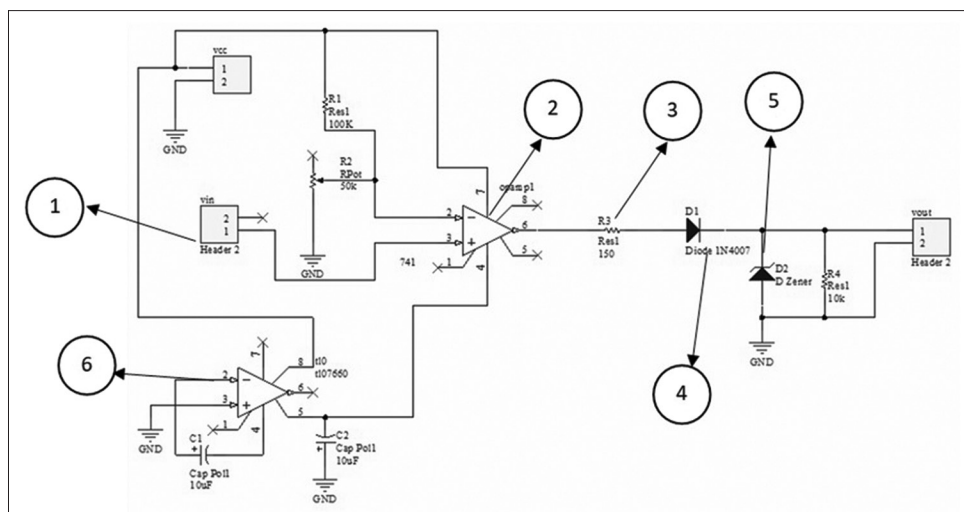 vcc
1
2
GND
R1
Res1
100K
R2
RPot
50k
GND
vin
2
1
Header 2
1
2
3
5
opamp1
7
8
2
-
6
3
+
5
1
4
741
R3
Res1
150
D1
Diode 1N4007
D2
D Zener
GND
R4
Res1
10k
vout
1
2
Header 2
4
6
tl0
tl07660
7
8
2
-
6
3
+
5
1
4
GND
C1
+
Cap Pol1
10uF
C2
+
Cap Pol1
10uF
GND